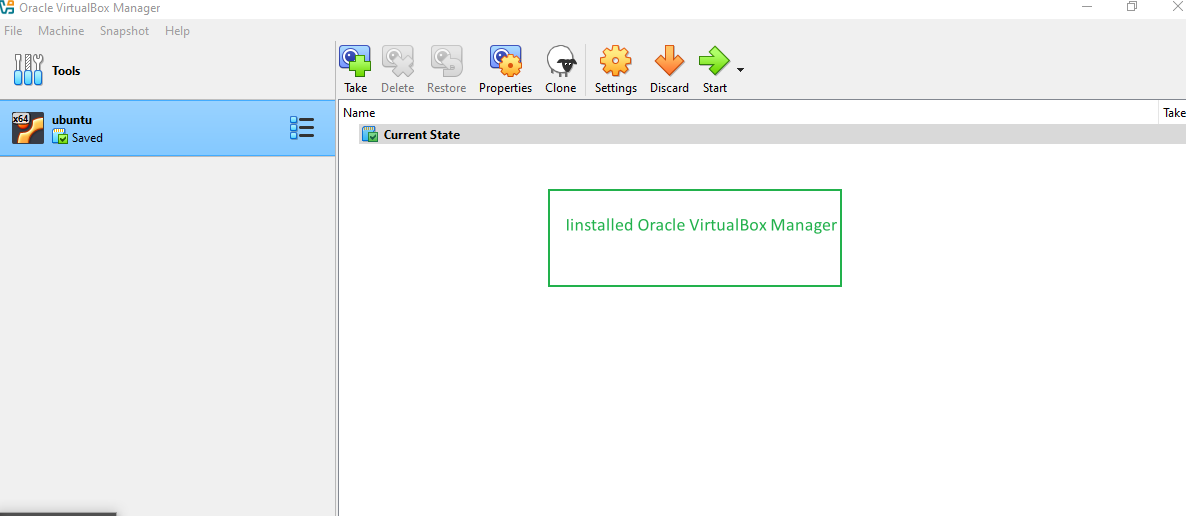 Oracle VirtualBox Manager
File Machine Snapshot Help
Tools
Take Delete Restore Properties Clone Settings Discard Start
x64
ubuntu
Saved
Name Take
Current State
Iinstalled Oracle VirtualBox Manager